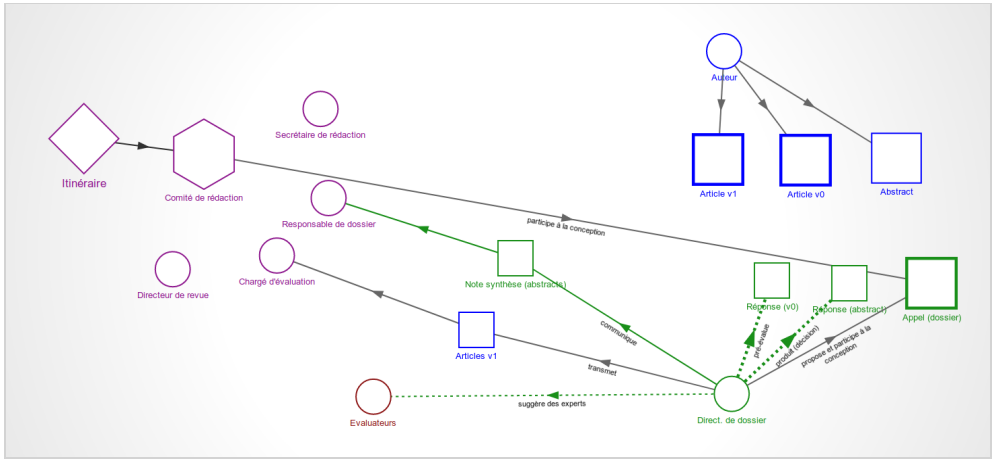 Auteur
Secrétaire de rédaction
Itinéraire
Comité de rédaction
Article v1
Article v0
Abstract
Responsable de dossier
participe à la conception
Directeur de revue
Chargé d'évaluation
Note synthèse (abstracts)
Réponse (v0)
Réponse (abstract)
Appel (dossier)
communique
pré-évalue
produit (décision)
propose et participe à la
conception
Articles v1
transmet
suggère des experts
Evaluateurs
Direct. de dossier